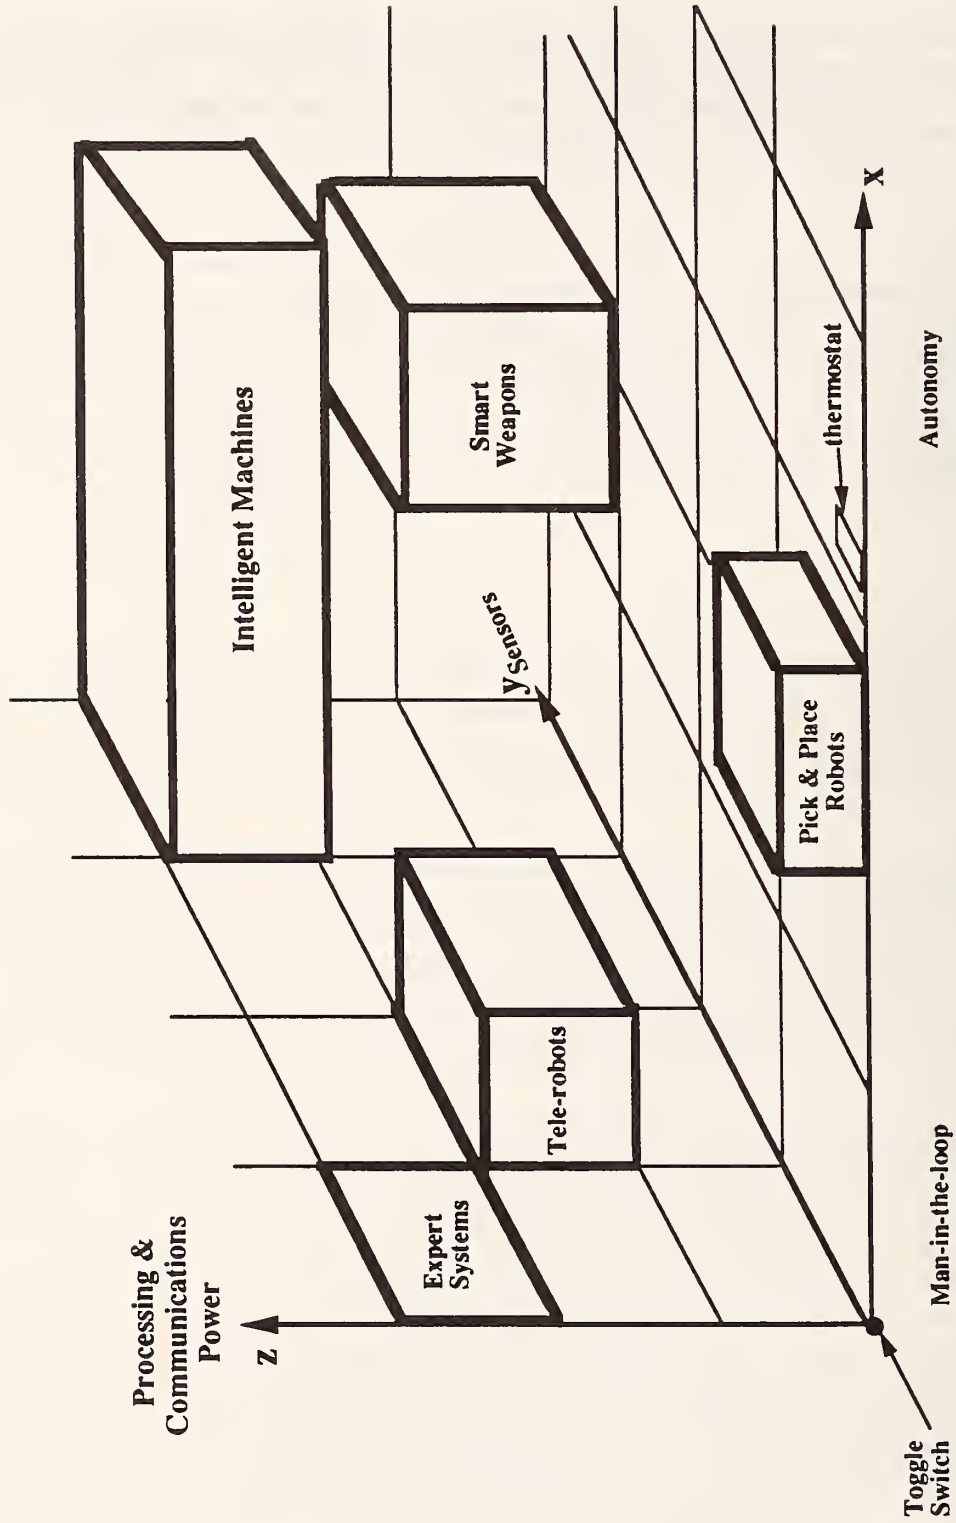 Processing &
Communications
Power
Z
Intelligent Machines
Expert
Systems
Tele-robots
Smart
Weapons
y Sensors
Pick & Place
Robots
thermostat
X
Toggle
Switch
Man-in-the-loop
Autonomy